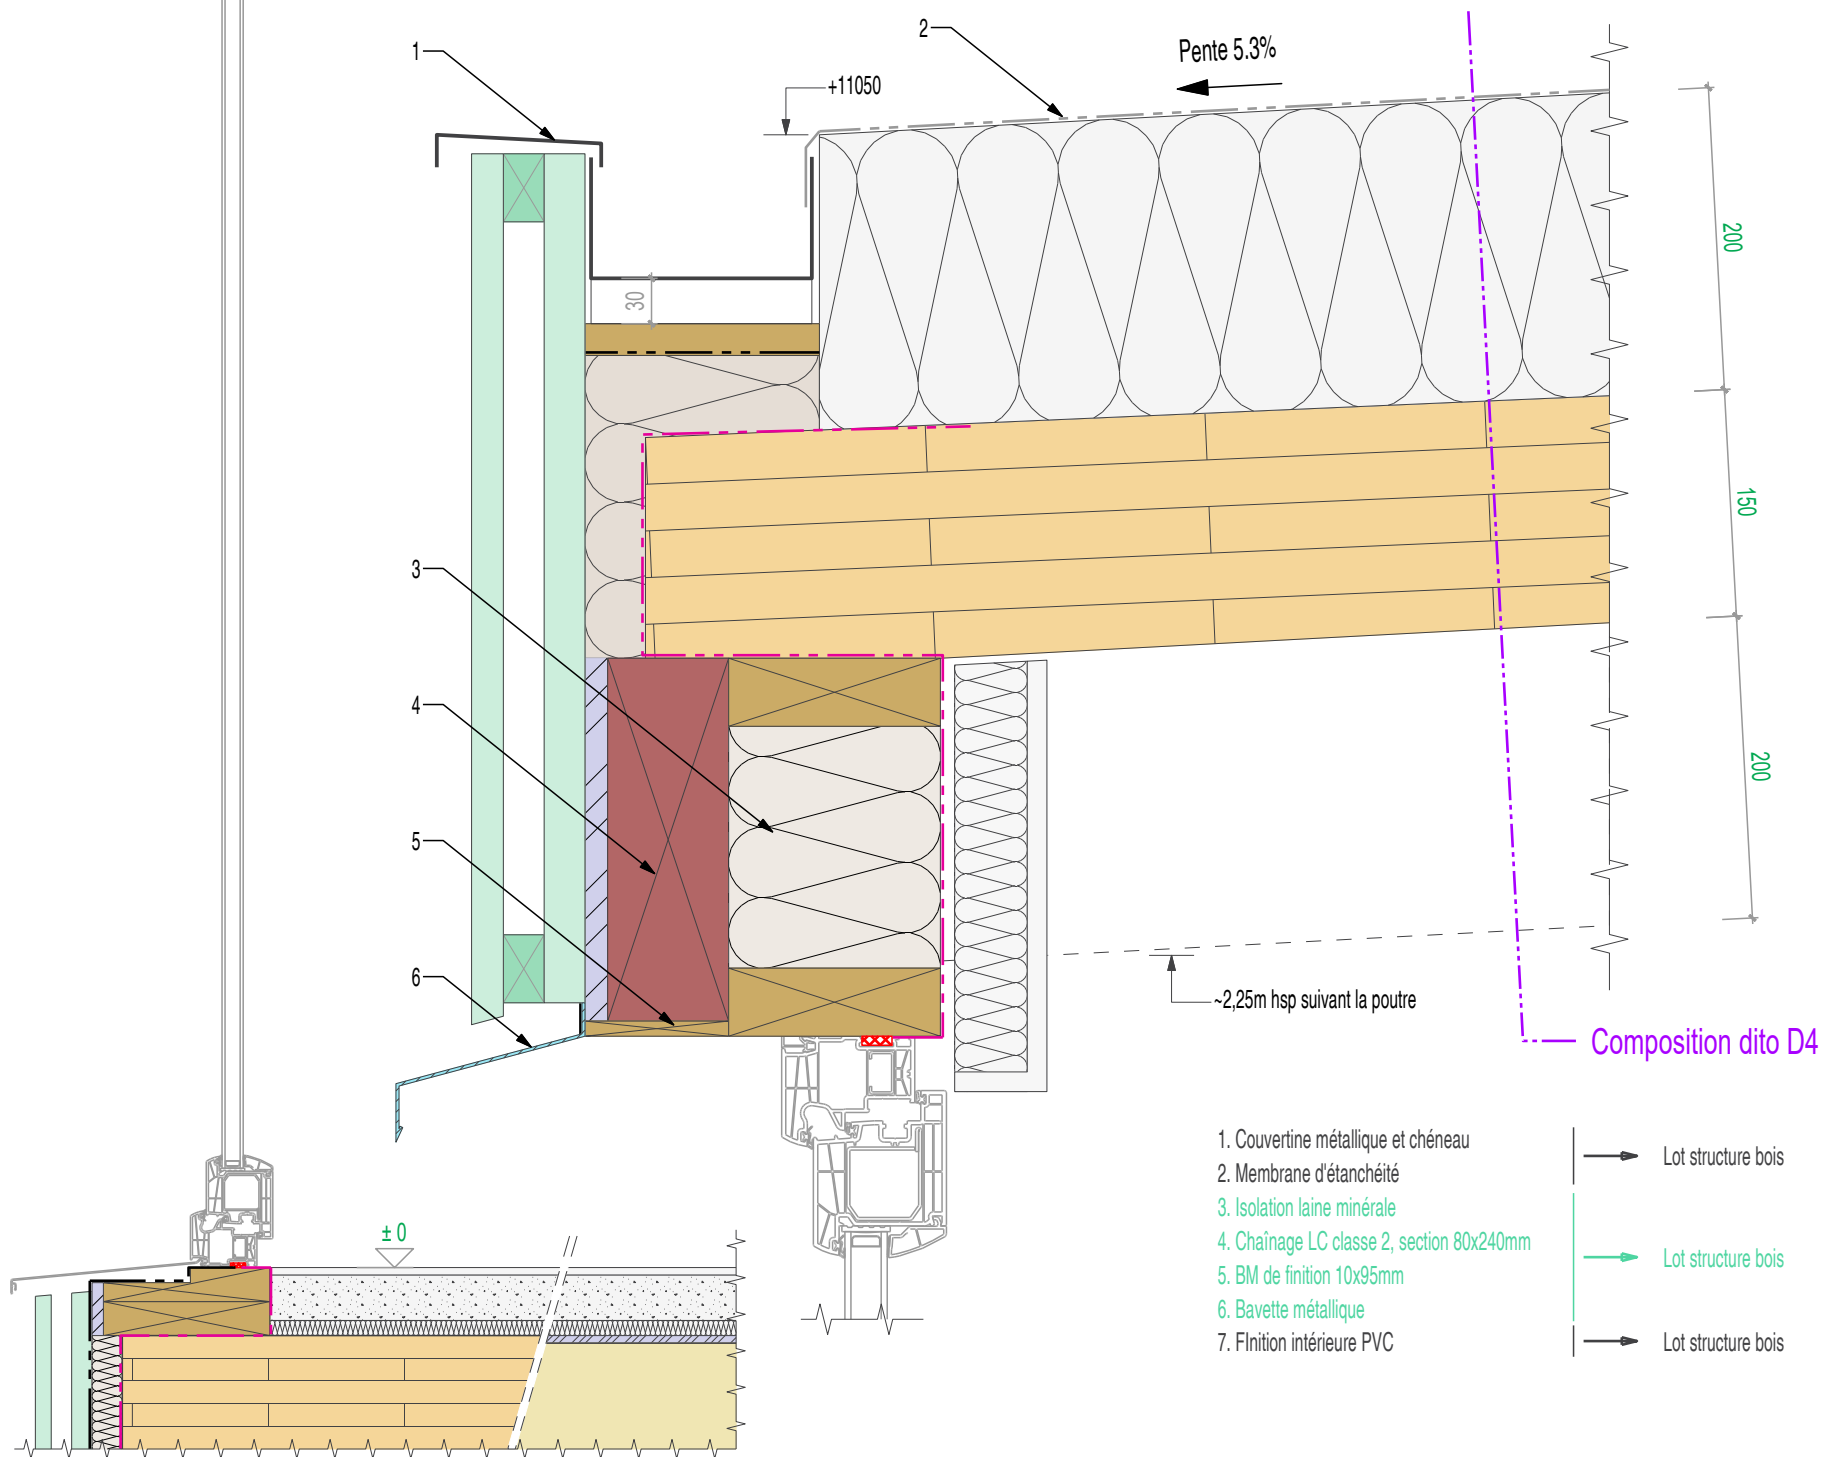 1
2
Pente 5.3%
+11050
200
30
150
3
4
200
5
6
~2,25m hsp suivant la poutre
Composition dito D4
± 0
1. Couvertine métallique et chéneau
2. Membrane d'étanchéité
Lot structure bois
3. Isolation laine minérale
4. Chaînage LC classe 2, section 80x240mm
5. BM de finition 10x95mm
6. Bavette métallique
Lot structure bois
7. FInition intérieure PVC
Lot structure bois